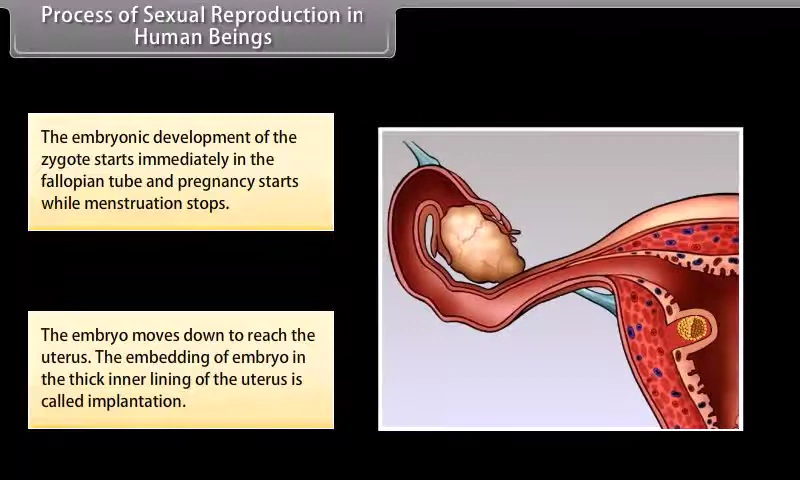 Process of Sexual Reproduction in
Human Beings
The embryonic development of the
zygote starts immediately in the
fallopian tube and pregnancy starts
while menstruation stops.
The embryo moves down to reach the
uterus. The embedding of embryo in
the thick inner lining of the uterus is
called implantation.